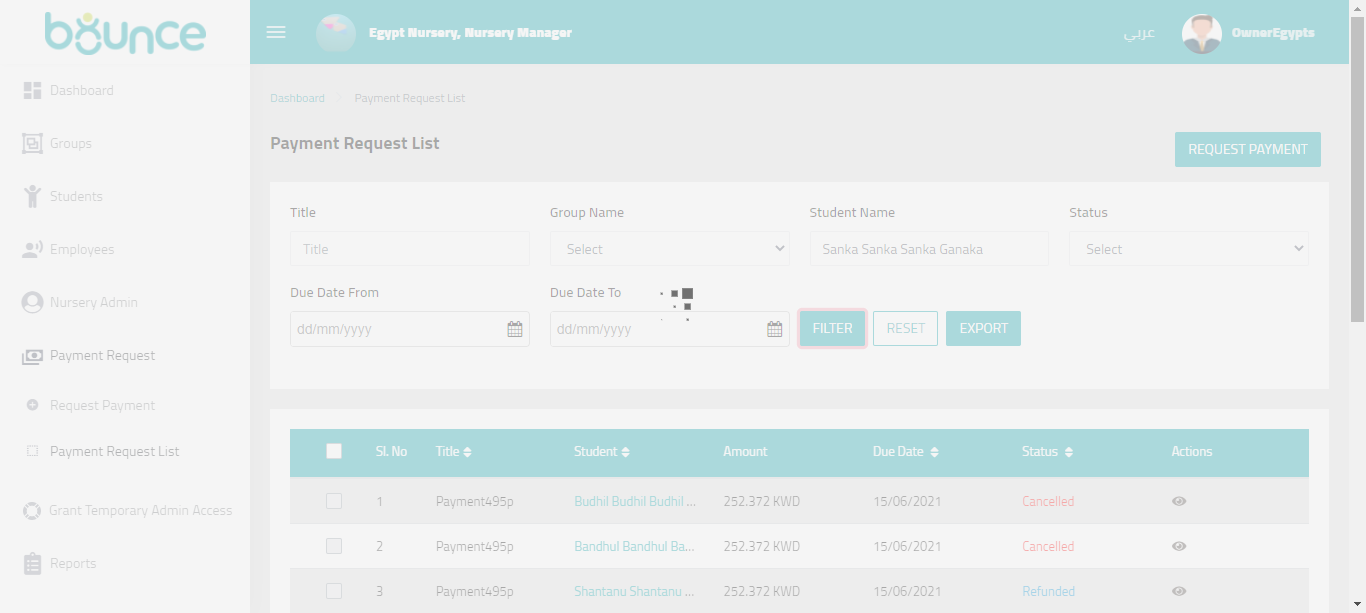 bounce
Egypt Nursery, Nursery Manager
عربي
OwnerEgypts
Dashboard
Groups
Students
Employees
Nursery Admin
Payment Request
Request Payment
Payment Request List
Grant Temporary Admin Access
Reports
Dashboard Payment Request List
Payment Request List
REQUEST PAYMENT
Title Group Name Student Name Status
Title Select Sanka Sanka Sanka Ganaka Select
Due Date From Due Date To
dd/mm/yyyy dd/mm/yyyy FILTER RESET EXPORT
Sl. No Title Student Amount Due Date Status Actions
1 Payment495p Budhil Budhil Budhil ... 252.372 KWD 15/06/2021 Cancelled
2 Payment495p Bandhul Bandhul Ba... 252.372 KWD 15/06/2021 Cancelled
3 Payment495p Shantanu Shantanu ... 252.372 KWD 15/06/2021 Refunded